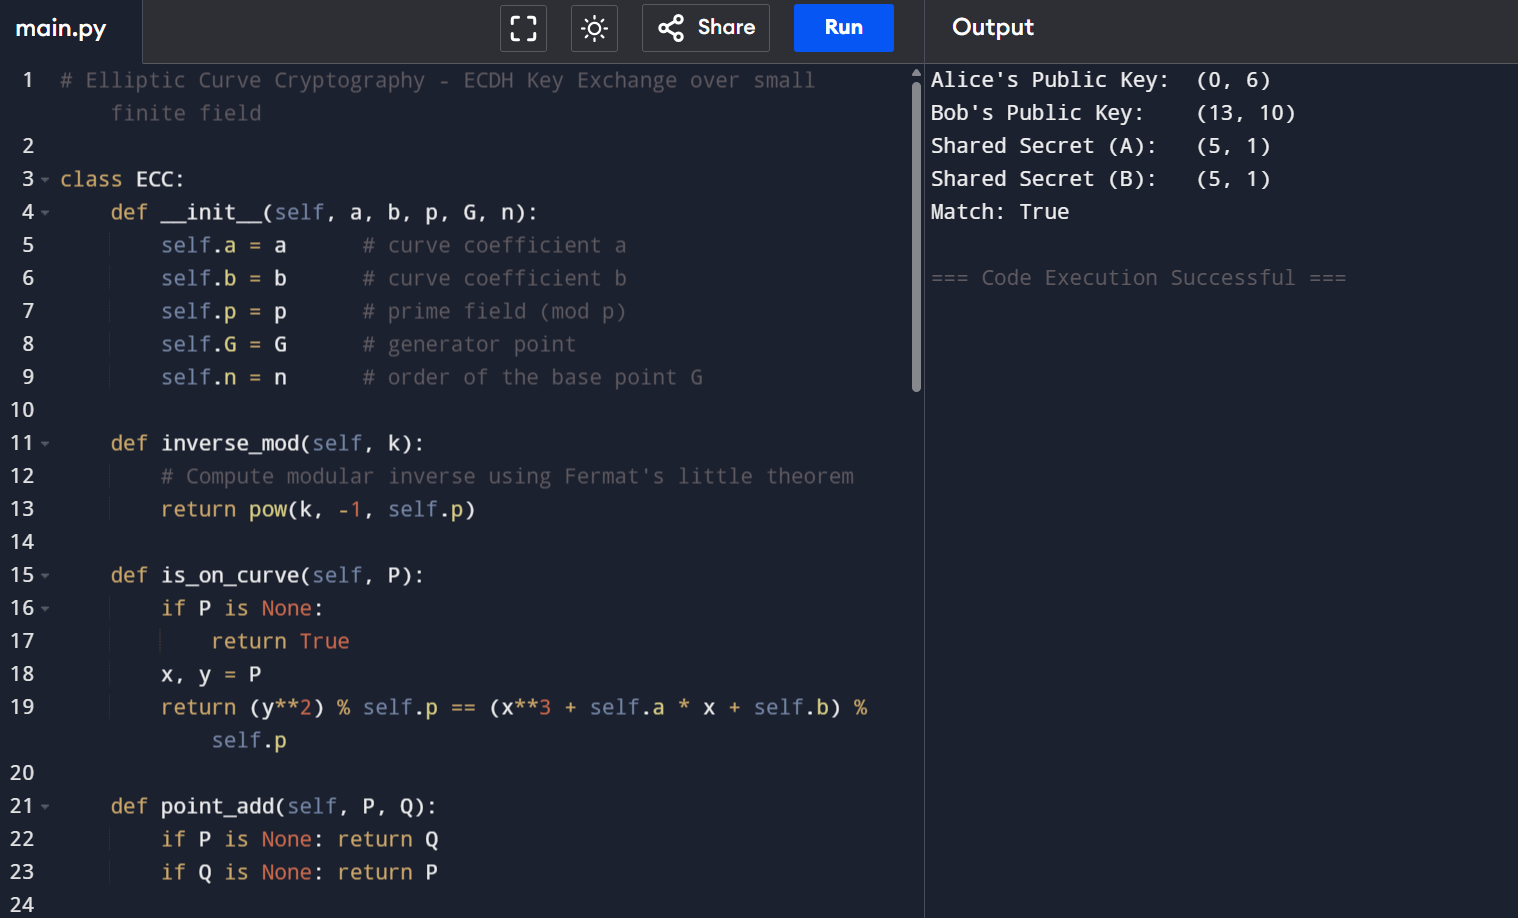 main.py
Share
Run
Output
1 # Elliptic Curve Cryptography - ECDH Key Exchange over small
finite field
2
3 class ECC:
4     def __init__(self, a, b, p, G, n):
5         self.a = a      # curve coefficient a
6         self.b = b      # curve coefficient b
7         self.p = p      # prime field (mod p)
8         self.G = G      # generator point
9         self.n = n      # order of the base point G
10
11     def inverse_mod(self, k):
12         # Compute modular inverse using Fermat's little theorem
13         return pow(k, -1, self.p)
14
15     def is_on_curve(self, P):
16         if P is None:
17             return True
18         x, y = P
19         return (y**2) % self.p == (x**3 + self.a * x + self.b) %
self.p
20
21     def point_add(self, P, Q):
22         if P is None: return Q
23         if Q is None: return P
24
Alice's Public Key:  (0, 6)
Bob's Public Key:    (13, 10)
Shared Secret (A):   (5, 1)
Shared Secret (B):   (5, 1)
Match: True
=== Code Execution Successful ===